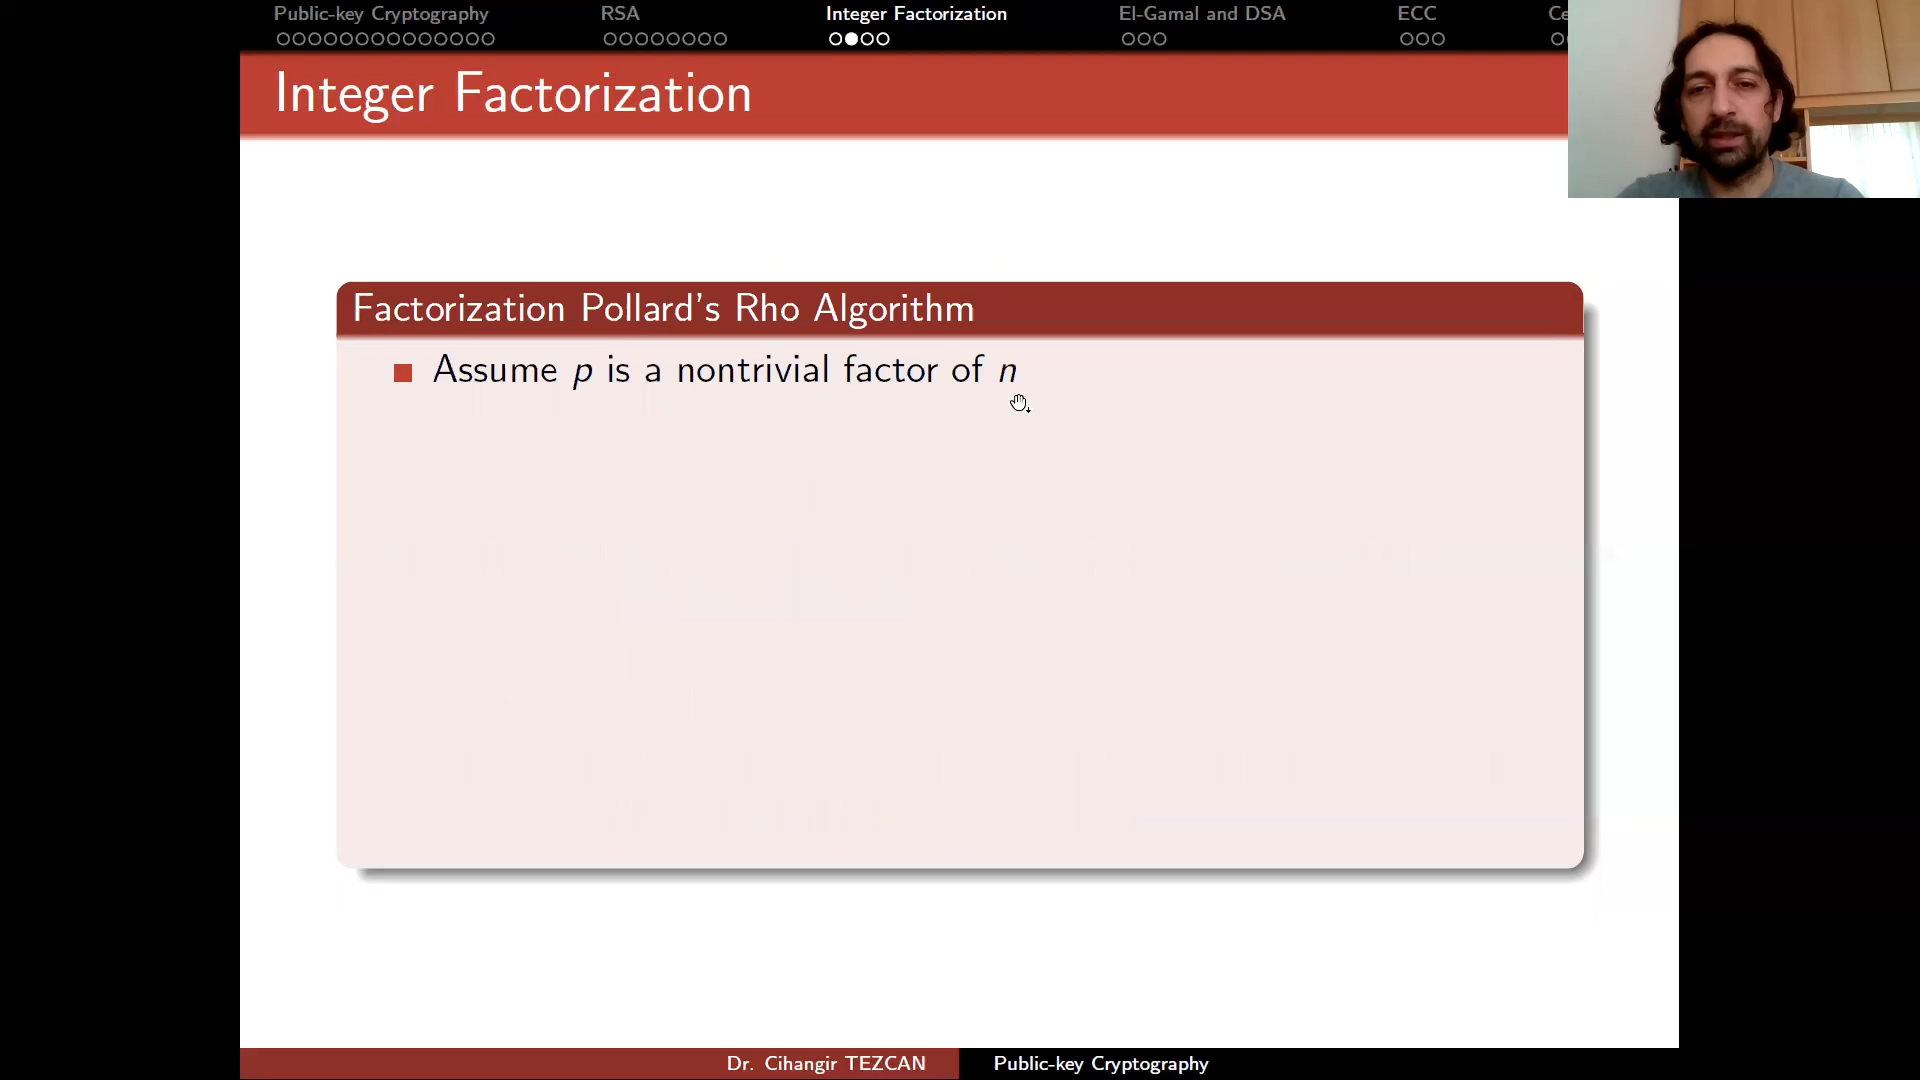 Public-key Cryptography
RSA
Integer Factorization
El-Gamal and DSA
ECC
Ce
Integer Factorization
Factorization Pollard's Rho Algorithm
Assume p is a nontrivial factor of n
Dr. Cihangir TEZCAN
Public-key Cryptography